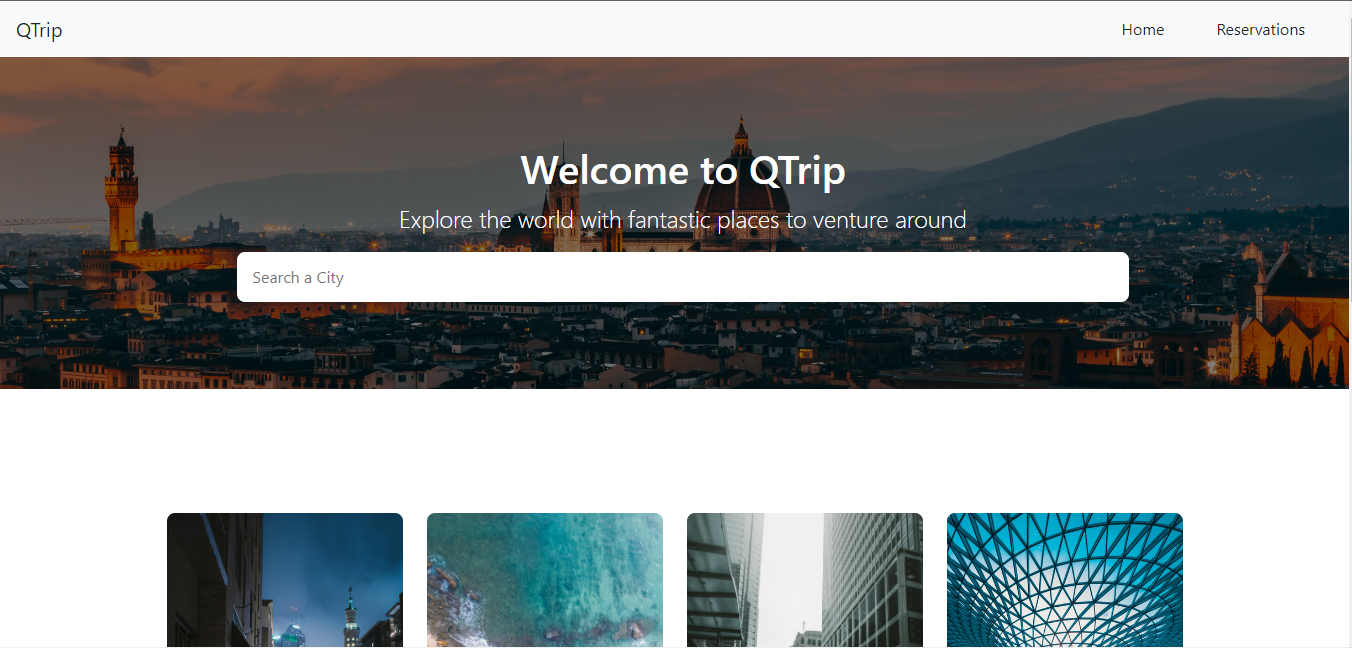 QTrip
Home
Reservations
Welcome to QTrip
Explore the world with fantastic places to venture around
Search a City